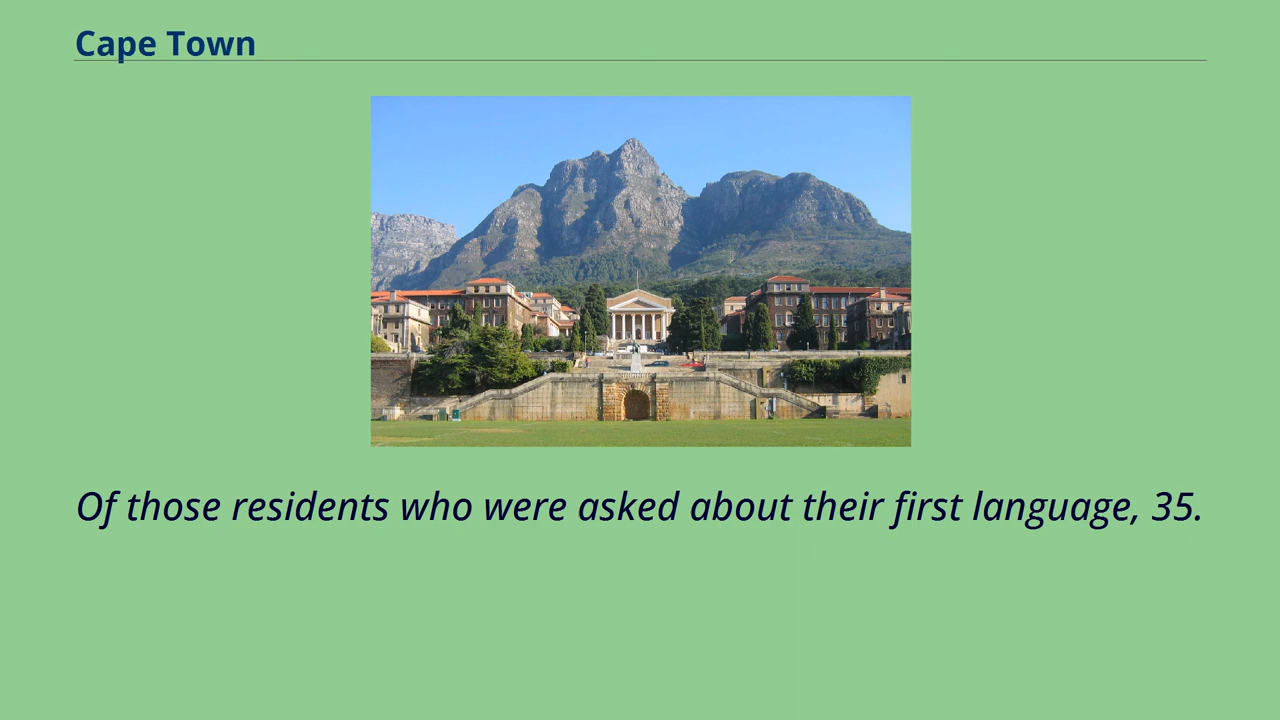 Cape Town
Of those residents who were asked about their first language, 35.